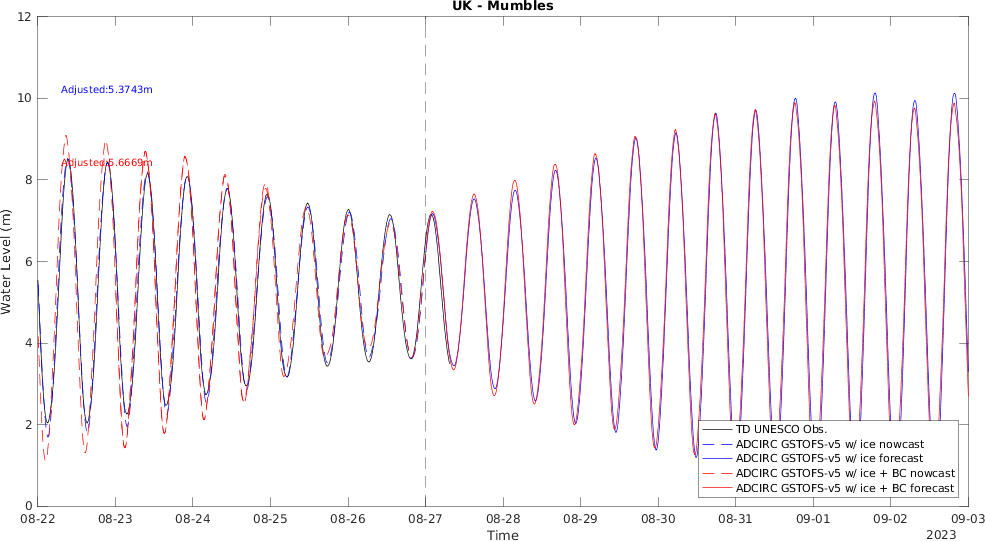 UK - Mumbles
12
10
8
6
4
2
0
Water Level (m)
Adjusted:5.3743m
Adjusted:5.6669m
TD UNESCO Obs.
ADCIRC GSTOFS-v5 w/ ice nowcast
ADCIRC GSTOFS-v5 w/ ice forecast
ADCIRC GSTOFS-v5 w/ ice + BC nowcast
ADCIRC GSTOFS-v5 w/ ice + BC forecast
08-22 08-23 08-24 08-25 08-26 08-27 08-28 08-29 08-30 08-31 09-01 09-02 09-03
Time
2023